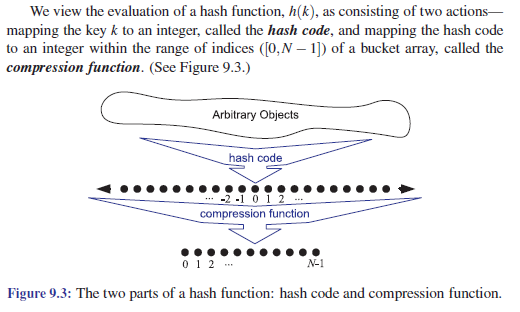 We view the evaluation of a hash function, h(k), as consisting of two actions—
mapping the key k to an integer, called the hash code, and mapping the hash code
to an integer within the range of indices ([0,N − 1]) of a bucket array, called the
compression function. (See Figure 9.3.)
Arbitrary Objects
hash code
... -2 -1 0 1 2 ...
compression function
0 1 2 ... N-1
Figure 9.3: The two parts of a hash function: hash code and compression function.